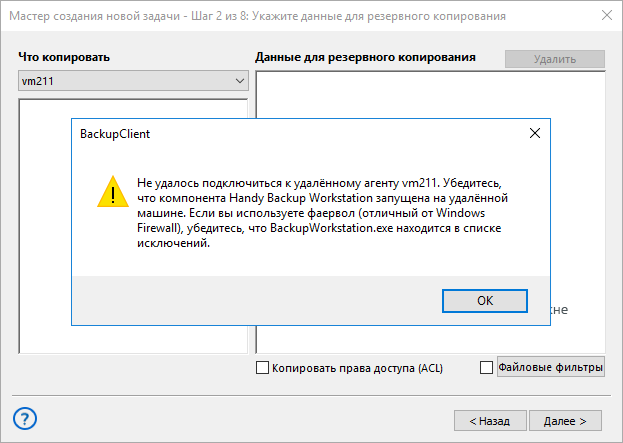 Мастер создания новой задачи - Шаг 2 из 8: Укажите данные для резервного копирования
Что копировать
Данные для резервного копирования
Удалить
vm211
BackupClient
Не удалось подключиться к удалённому агенту vm211. Убедитесь,
что компонента Handy Backup Workstation запущена на удалённой
машине. Если вы используете фаервол (отличный от Windows
Firewall), убедитесь, что BackupWorkstation.exe находится в списке
исключений.
OK
Копировать права доступа (ACL)
Файловые фильтры
?
< Назад
Далее >